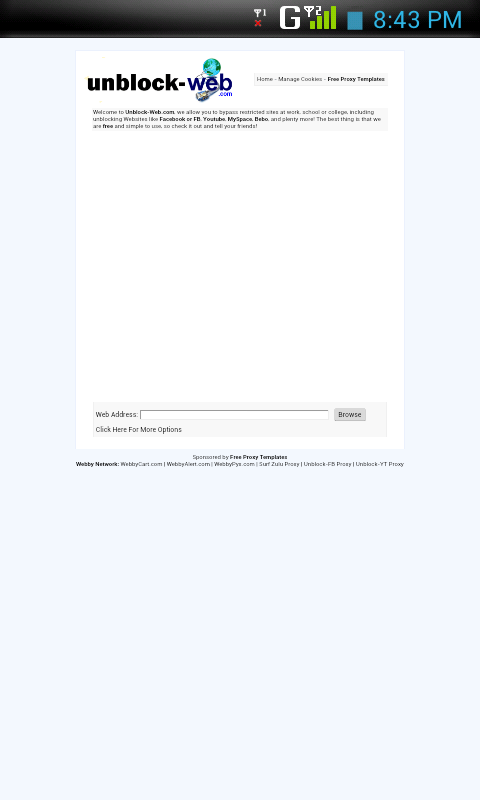 1 G 2 8:43 PM
unblock-web
.com
Home - Manage Cookies - Free Proxy Templates
Welcome to Unblock-Web.com, we allow you to bypass restricted sites at work, school or college, including
unblocking Websites like Facebook or FB, Youtube, MySpace, Bebo, and plenty more! The best thing is that we
are free and simple to use, so check it out and tell your friends!
Web Address: Browse
Click Here For More Options
Sponsored by Free Proxy Templates
Webby Network: WebbyCart.com | WebbyAlert.com | WebbyPys.com | Surf Zulu Proxy | Unblock-FB Proxy | Unblock-YT Proxy